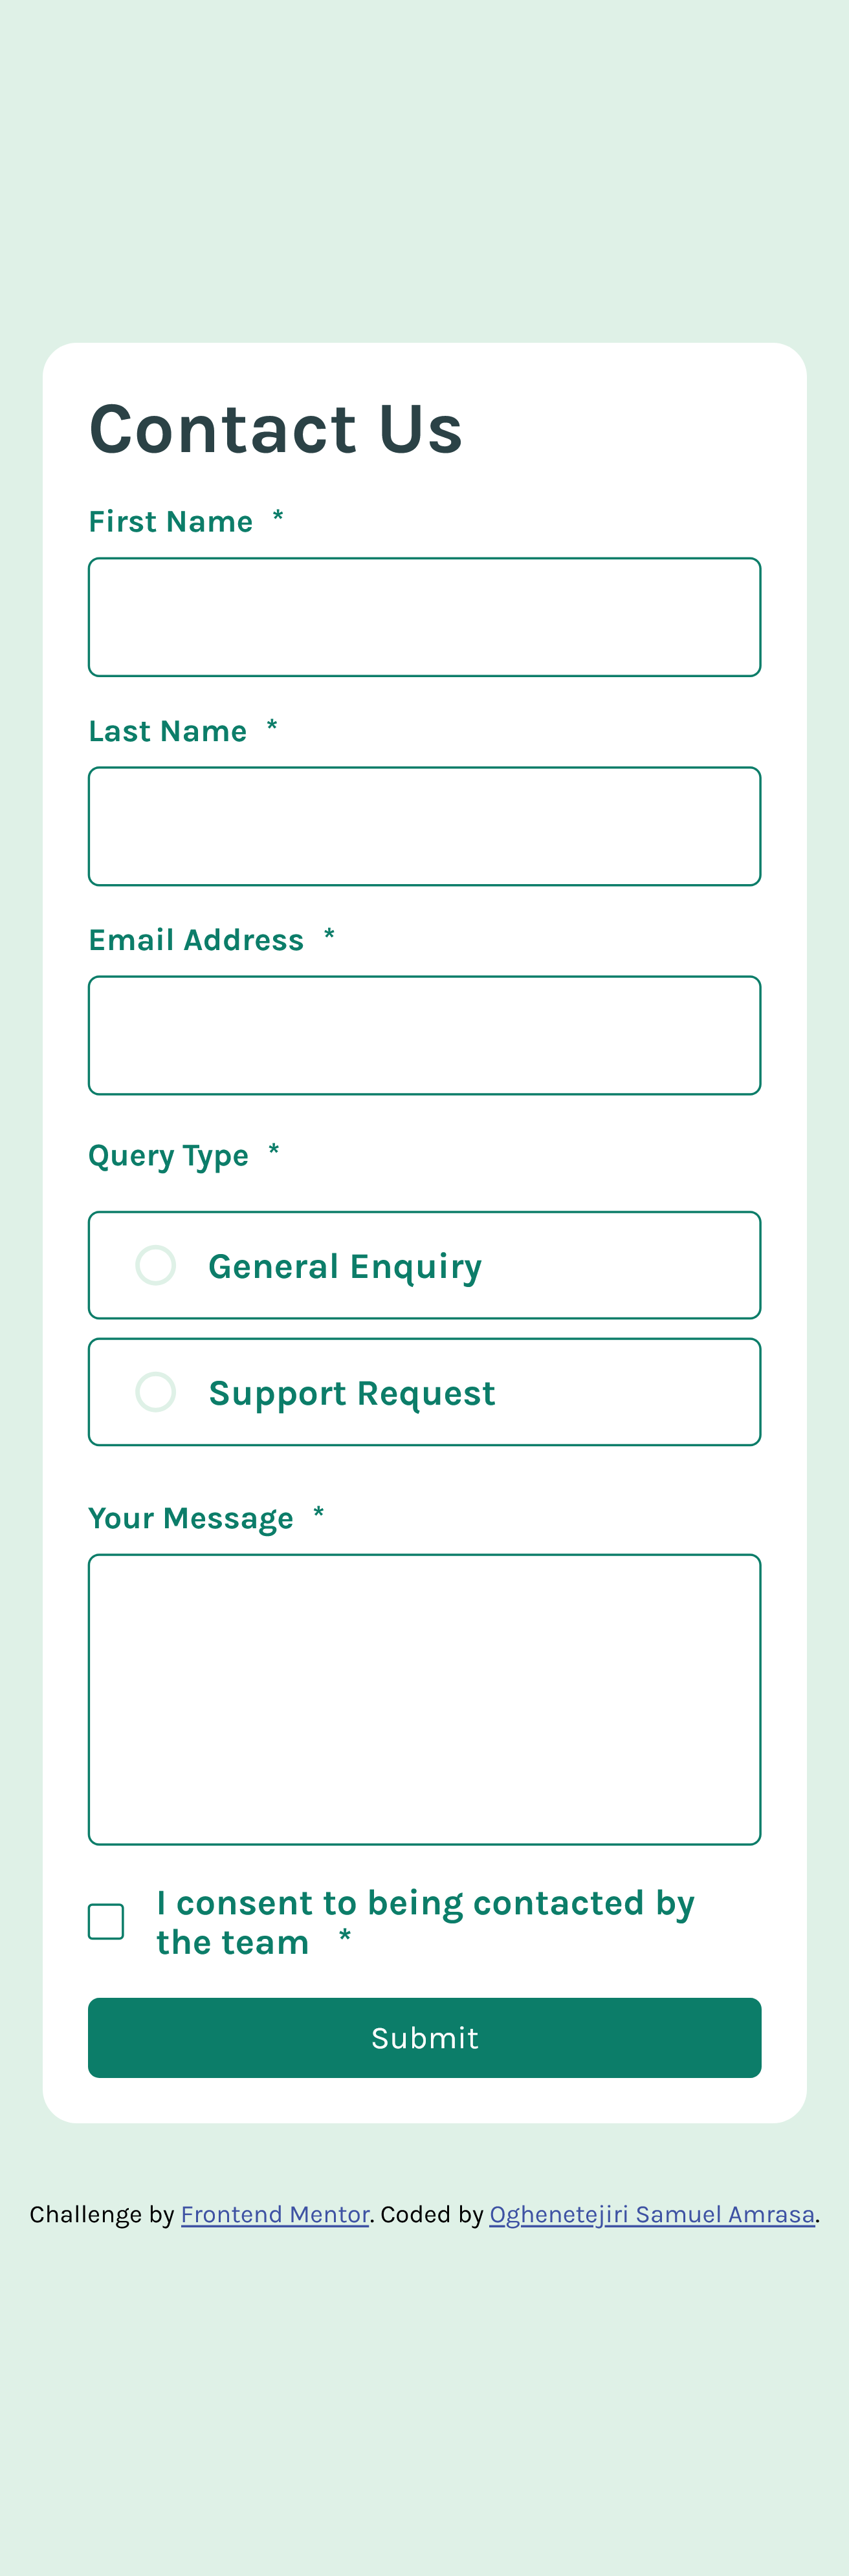 Contact Us
First Name *
Last Name *
Email Address *
Query Type *
General Enquiry
Support Request
Your Message *
I consent to being contacted by
the team *
Submit
Challenge by Frontend Mentor. Coded by Oghenetejiri Samuel Amrasa.